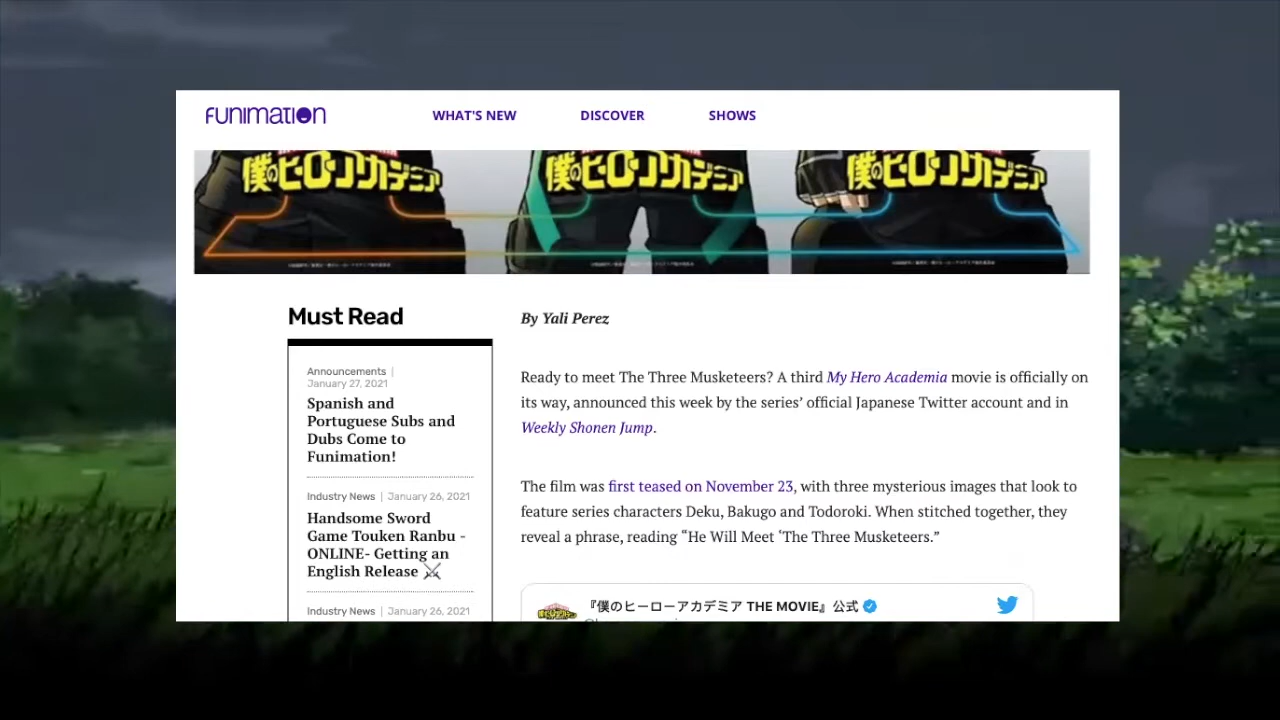 FUNIMATION
WHAT'S NEW
DISCOVER
SHOWS
僕のヒーローアカデミア
僕のヒーローアカデミア
僕のヒーローアカデミア
Must Read
Announcements |
January 27, 2021
Spanish and
Portuguese Subs and
Dubs Come to
Funimation!
Industry News | January 26, 2021
Handsome Sword
Game Touken Ranbu -
ONLINE- Getting an
English Release ⚔
Industry News | January 26, 2021
By Yali Perez
Ready to meet The Three Musketeers? A third My Hero Academia movie is officially on
its way, announced this week by the series’ official Japanese Twitter account and in
Weekly Shonen Jump.
The film was first teased on November 23, with three mysterious images that look to
feature series characters Deku, Bakugo and Todoroki. When stitched together, they
reveal a phrase, reading “He Will Meet ‘The Three Musketeers.”
『僕のヒーローアカデミア THE MOVIE』公式